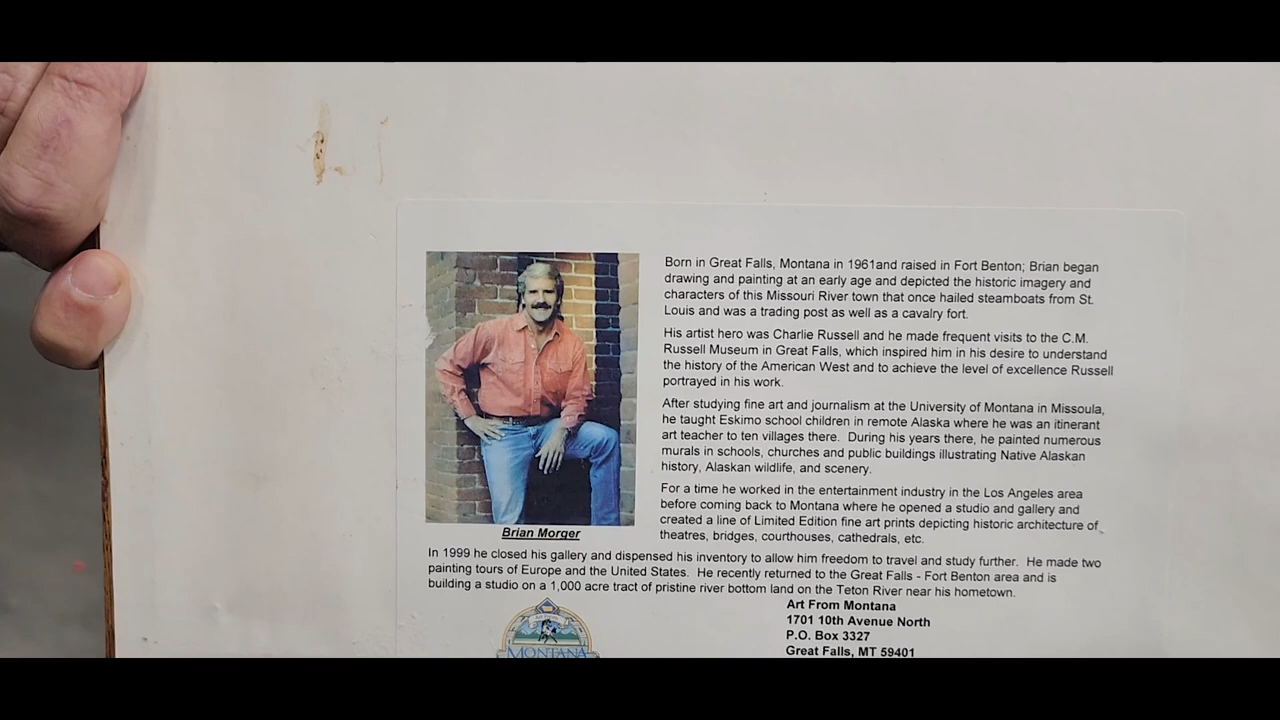 Born in Great Falls, Montana in 1961and raised in Fort Benton; Brian began
drawing and painting at an early age and depicted the historic imagery and
characters of this Missouri River town that once hailed steamboats from St.
Louis and was a trading post as well as a cavalry fort.
His artist hero was Charlie Russell and he made frequent visits to the C.M.
Russell Museum in Great Falls, which inspired him in his desire to understand
the history of the American West and to achieve the level of excellence Russell
portrayed in his work.
After studying fine art and journalism at the University of Montana in Missoula,
he taught Eskimo school children in remote Alaska where he was an itinerant
art teacher to ten villages there.  During his years there, he painted numerous
murals in schools, churches and public buildings illustrating Native Alaskan
history, Alaskan wildlife, and scenery.
For a time he worked in the entertainment industry in the Los Angeles area
before coming back to Montana where he opened a studio and gallery and
created a line of Limited Edition fine art prints depicting historic architecture of
theatres, bridges, courthouses, cathedrals, etc.
Brian Morger
In 1999 he closed his gallery and dispensed his inventory to allow him freedom to travel and study further.  He made two
painting tours of Europe and the United States.  He recently returned to the Great Falls - Fort Benton area and is
building a studio on a 1,000 acre tract of pristine river bottom land on the Teton River near his hometown.
MONTANA
Art From Montana
1701 10th Avenue North
P.O. Box 3327
Great Falls, MT 59401